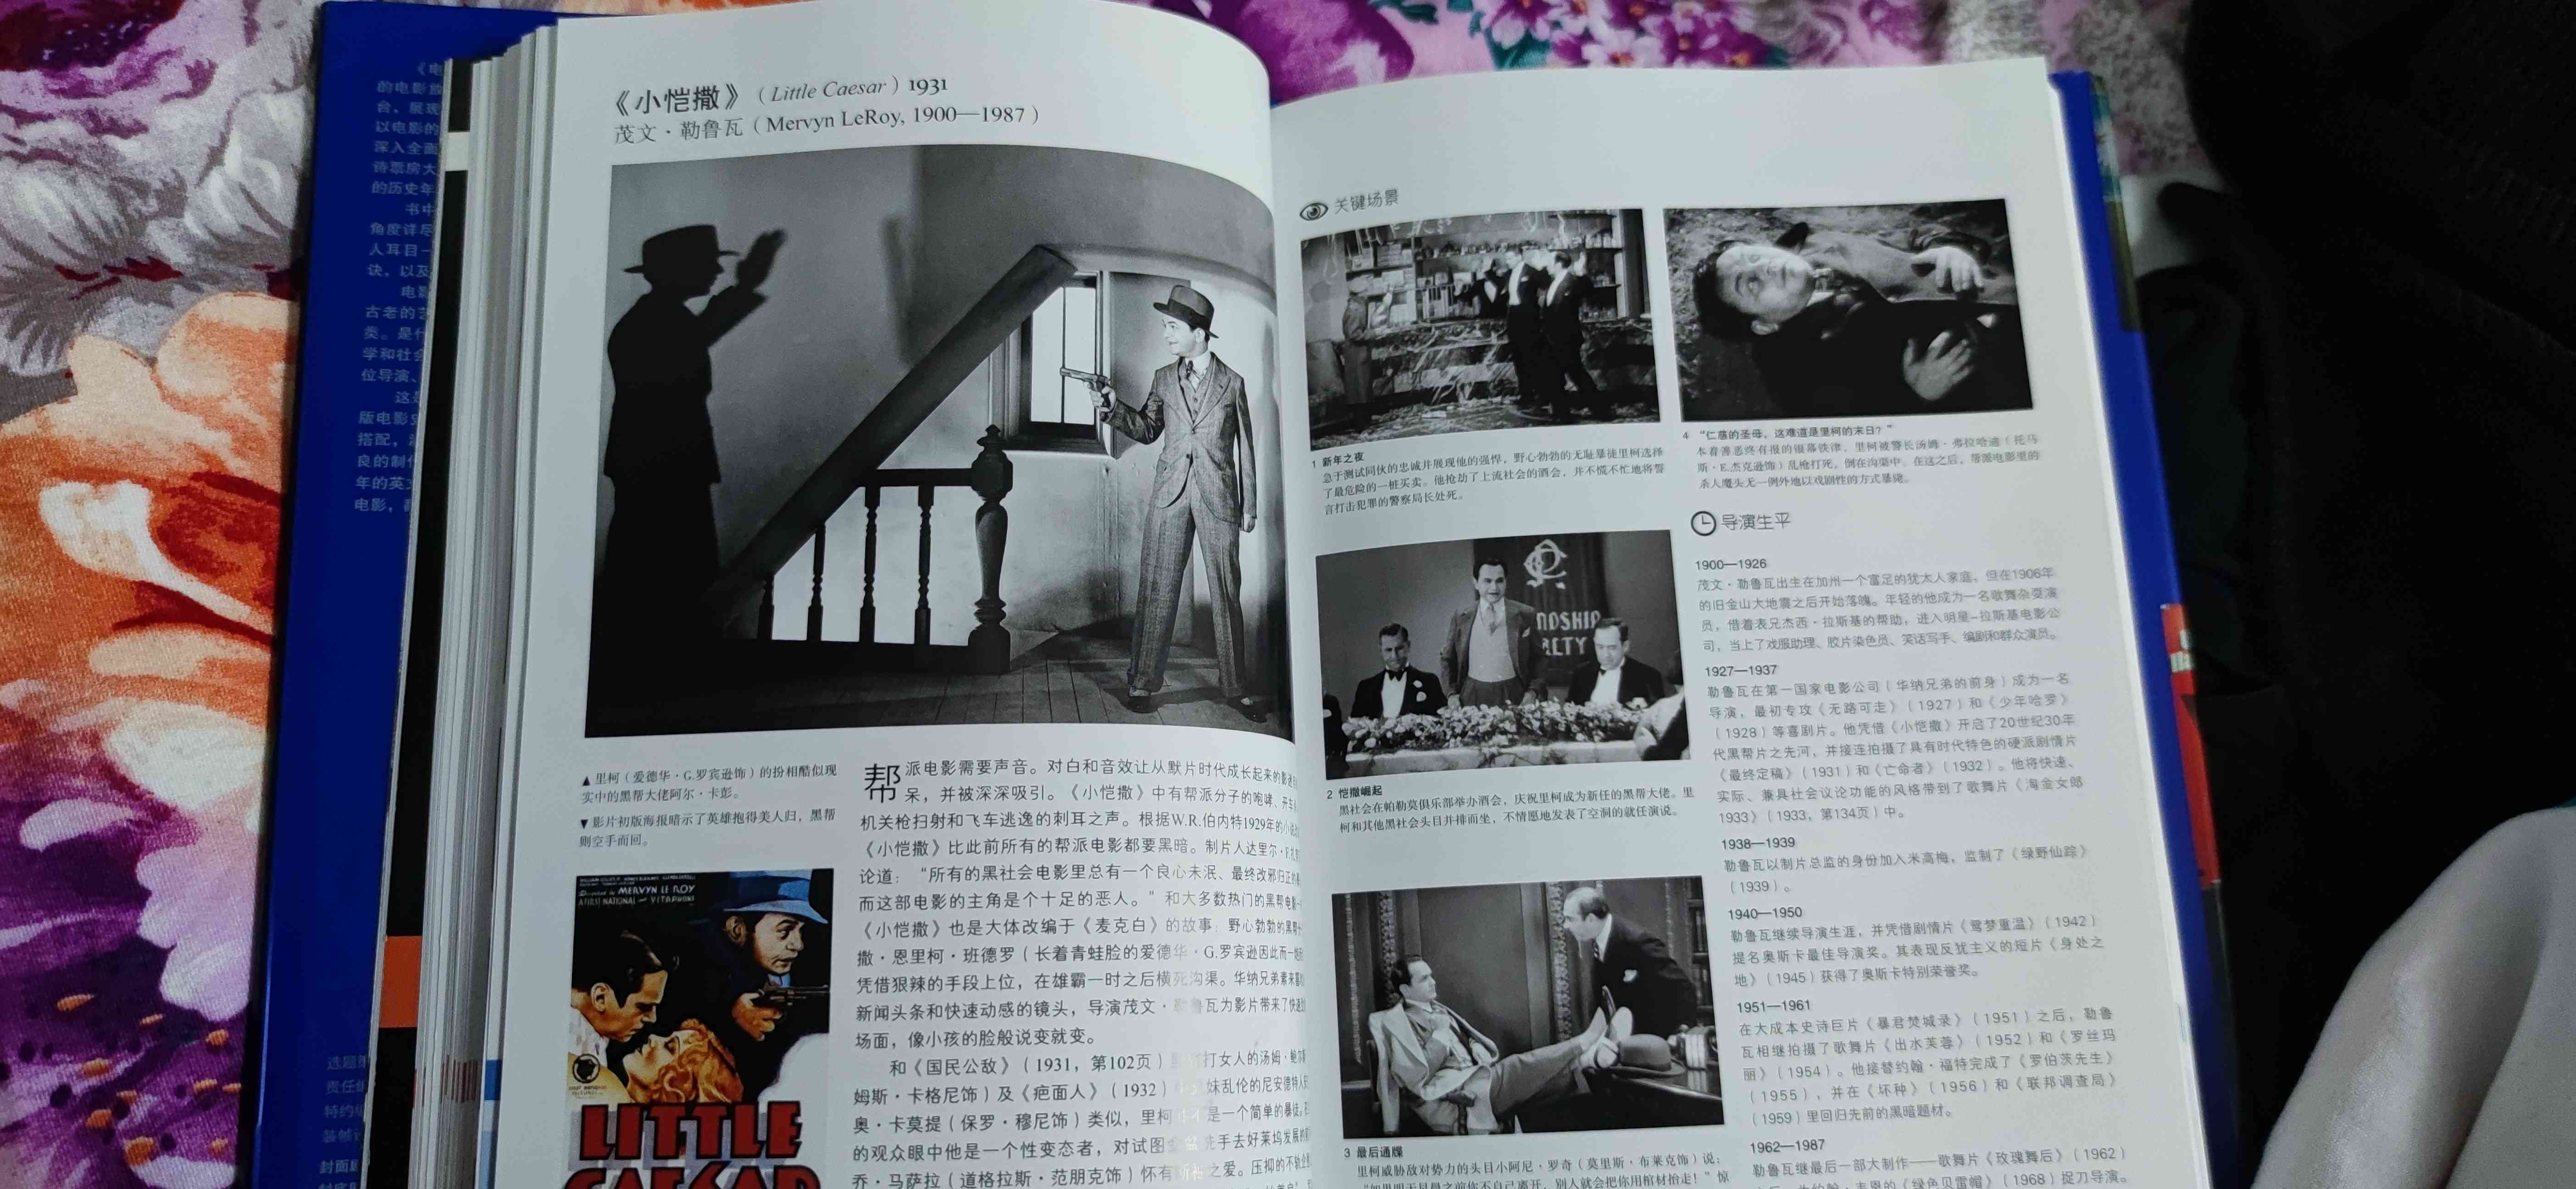 《小恺撒》（Little Caesar）1931
茂文·勒鲁瓦（Mervyn LeRoy, 1900—1987）
▲ 里柯（爱德华·G.罗宾逊饰）的扮相酷似现
实中的黑帮大佬阿尔·卡彭。
▼ 影片初版海报暗示了英雄抱得美人归，黑帮
则空手而回。
MERVYN LE ROY
A FIRST NATIONAL and VITAPHONE
LITTLE
CAESAR
帮派电影需要声音。对白和音效让从默片时代成长起来的影迷
呆，并被深深吸引。《小恺撒》中有帮派分子的咆哮、开车
机关枪扫射和飞车逃逸的刺耳之声。根据W.R.伯内特1929年的小说
《小恺撒》比此前所有的帮派电影都要黑暗。制片人达里尔·F.
论道：“所有的黑社会电影里总有一个良心未泯、最终改邪归正的
而这部电影的主角是个十足的恶人。”和大多数热门的黑帮电影
《小恺撒》也是大体改编于《麦克白》的故事：野心勃勃的黑帮
撒·恩里柯·班德罗（长着青蛙脸的爱德华·G.罗宾逊因此而一
凭借狠辣的手段上位，在雄霸一时之后横死沟渠。华纳兄弟素来
新闻头条和快速动感的镜头，导演茂文·勒鲁瓦为影片带来了快速
场面，像小孩的脸般说变就变。
和《国民公敌》（1931，第102页）里 打女人的汤姆·鲍尔斯
姆斯·卡格尼饰）及《疤面人》（1932） 妹乱伦的尼安德特人
奥·卡莫提（保罗·穆尼饰）类似，里柯 是一个简单的暴徒。
的观众眼中他是一个性变态者，对试图金盆洗手去好莱坞发展的
乔·马萨拉（道格拉斯·范朋克饰）怀有 之爱。压抑的
关键场景
1 新年之夜
急于测试同伙的忠诚并展现他的强悍，野心勃勃的无耻暴徒里柯选择
了最危险的一桩买卖。他抢劫了上流社会的酒会，并不慌不忙地将誓
言打击犯罪的警察局长处死。
NDSHIP
ALTY
2 恺撒崛起
黑社会在帕勒莫俱乐部举办酒会，庆祝里柯成为新任的黑帮大佬。里
柯和其他黑社会头目并排而坐，不情愿地发表了空洞的就任演说。
3 最后通牒
里柯威胁敌对势力的头目小阿尼·罗奇（莫里斯·布莱克饰）说：
“如果明天早晨之前你不自己离开，别人就会把你用棺材抬走！”惊
4 “仁慈的圣母，这难道是里柯的末日？”
本着善恶终有报的银幕铁律，里柯被警长汤姆·弗拉哈迪（托马
斯·E.杰克逊饰）乱枪打死，倒在沟渠中。在这之后，帮派电影里的
杀人魔头无一例外地以戏剧性的方式暴毙。
导演生平
1900—1926
茂文·勒鲁瓦出生在加州一个富足的犹太人家庭，但在1906年
的旧金山大地震之后开始落魄。年轻的他成为一名歌舞杂耍演
员，借着表兄杰西·拉斯基的帮助，进入明星-拉斯基电影公
司，当上了戏服助理、胶片染色员、笑话写手、编剧和群众演员。
1927—1937
勒鲁瓦在第一国家电影公司（华纳兄弟的前身）成为一名
导演，最初专攻《无路可走》（1927）和《少年哈罗》
（1928）等喜剧片。他凭借《小恺撒》开启了20世纪30年
代黑帮片之先河，并接连拍摄了具有时代特色的硬派剧情片
《最终定稿》（1931）和《亡命者》（1932）。他将快速、
实际、兼具社会议论功能的风格带到了歌舞片《淘金女郎
1933》（1933，第134页）中。
1938—1939
勒鲁瓦以制片总监的身份加入米高梅，监制了《绿野仙踪》
（1939）。
1940—1950
勒鲁瓦继续导演生涯，并凭借剧情片《鸳梦重温》（1942）
提名奥斯卡最佳导演奖。其表现反犹主义的短片《身处之
地》（1945）获得了奥斯卡特别荣誉奖。
1951—1961
在大成本史诗巨片《暴君焚城录》（1951）之后，勒鲁
瓦相继拍摄了歌舞片《出水芙蓉》（1952）和《罗丝玛
丽》（1954）。他接替约翰·福特完成了《罗伯茨先生》
（1955），并在《坏种》（1956）和《联邦调查局》
（1959）里回归先前的黑暗题材。
1962—1987
勒鲁瓦继最后一部大制作——歌舞片《玫瑰舞后》（1962）
《绿色贝雷帽》（1968）捉刀导演。